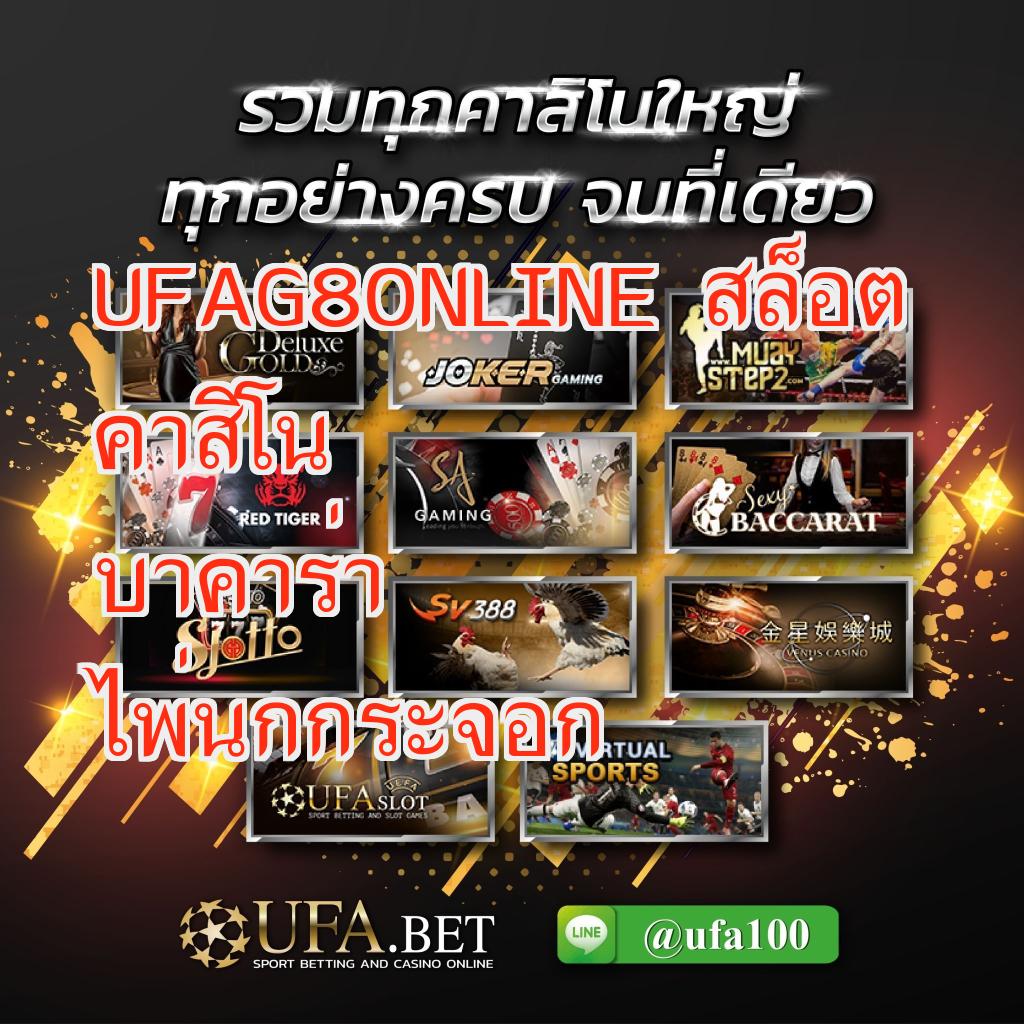 รวมทุกคาสิโนใหญ่
ทุกอย่างครบ จบที่เดียว
UFAG8ONLINE สล็อต
คาสิโน
บาคาร่า
ไพ่นกกระจอก
Deluxe
GOLD
JOKER GAMING
WWW.MUAY
STEP2.COM
RED TIGER
SA
GAMING
Sexy
BACCARAT
Slotto
SV388
金星娛樂城
VENUS CASINO
UEFA
UFA SLOT
SPORT BETTING AND SLOT GAMES
VIRTUAL
SPORTS
UFA.BET
SPORT BETTING AND CASINO ONLINE
LINE
@ufa100